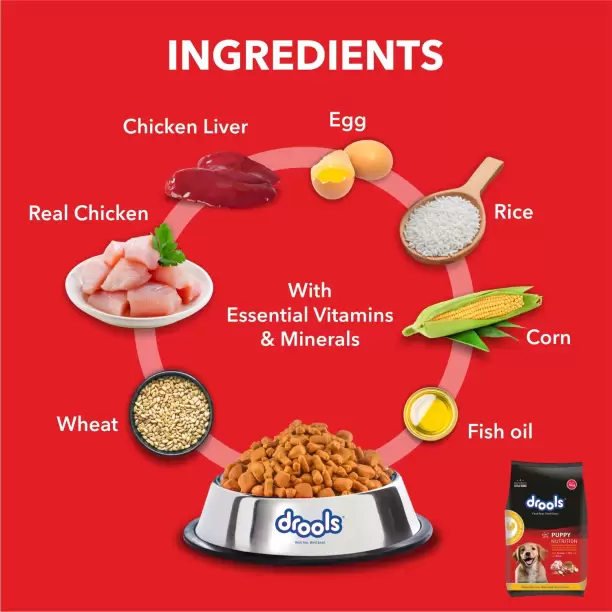 INGREDIENTS
Chicken Liver
Egg
Real Chicken
Rice
With
Essential Vitamins
& Minerals
Corn
Wheat
Fish oil
drools
drools
PUPPY
NUTRITION